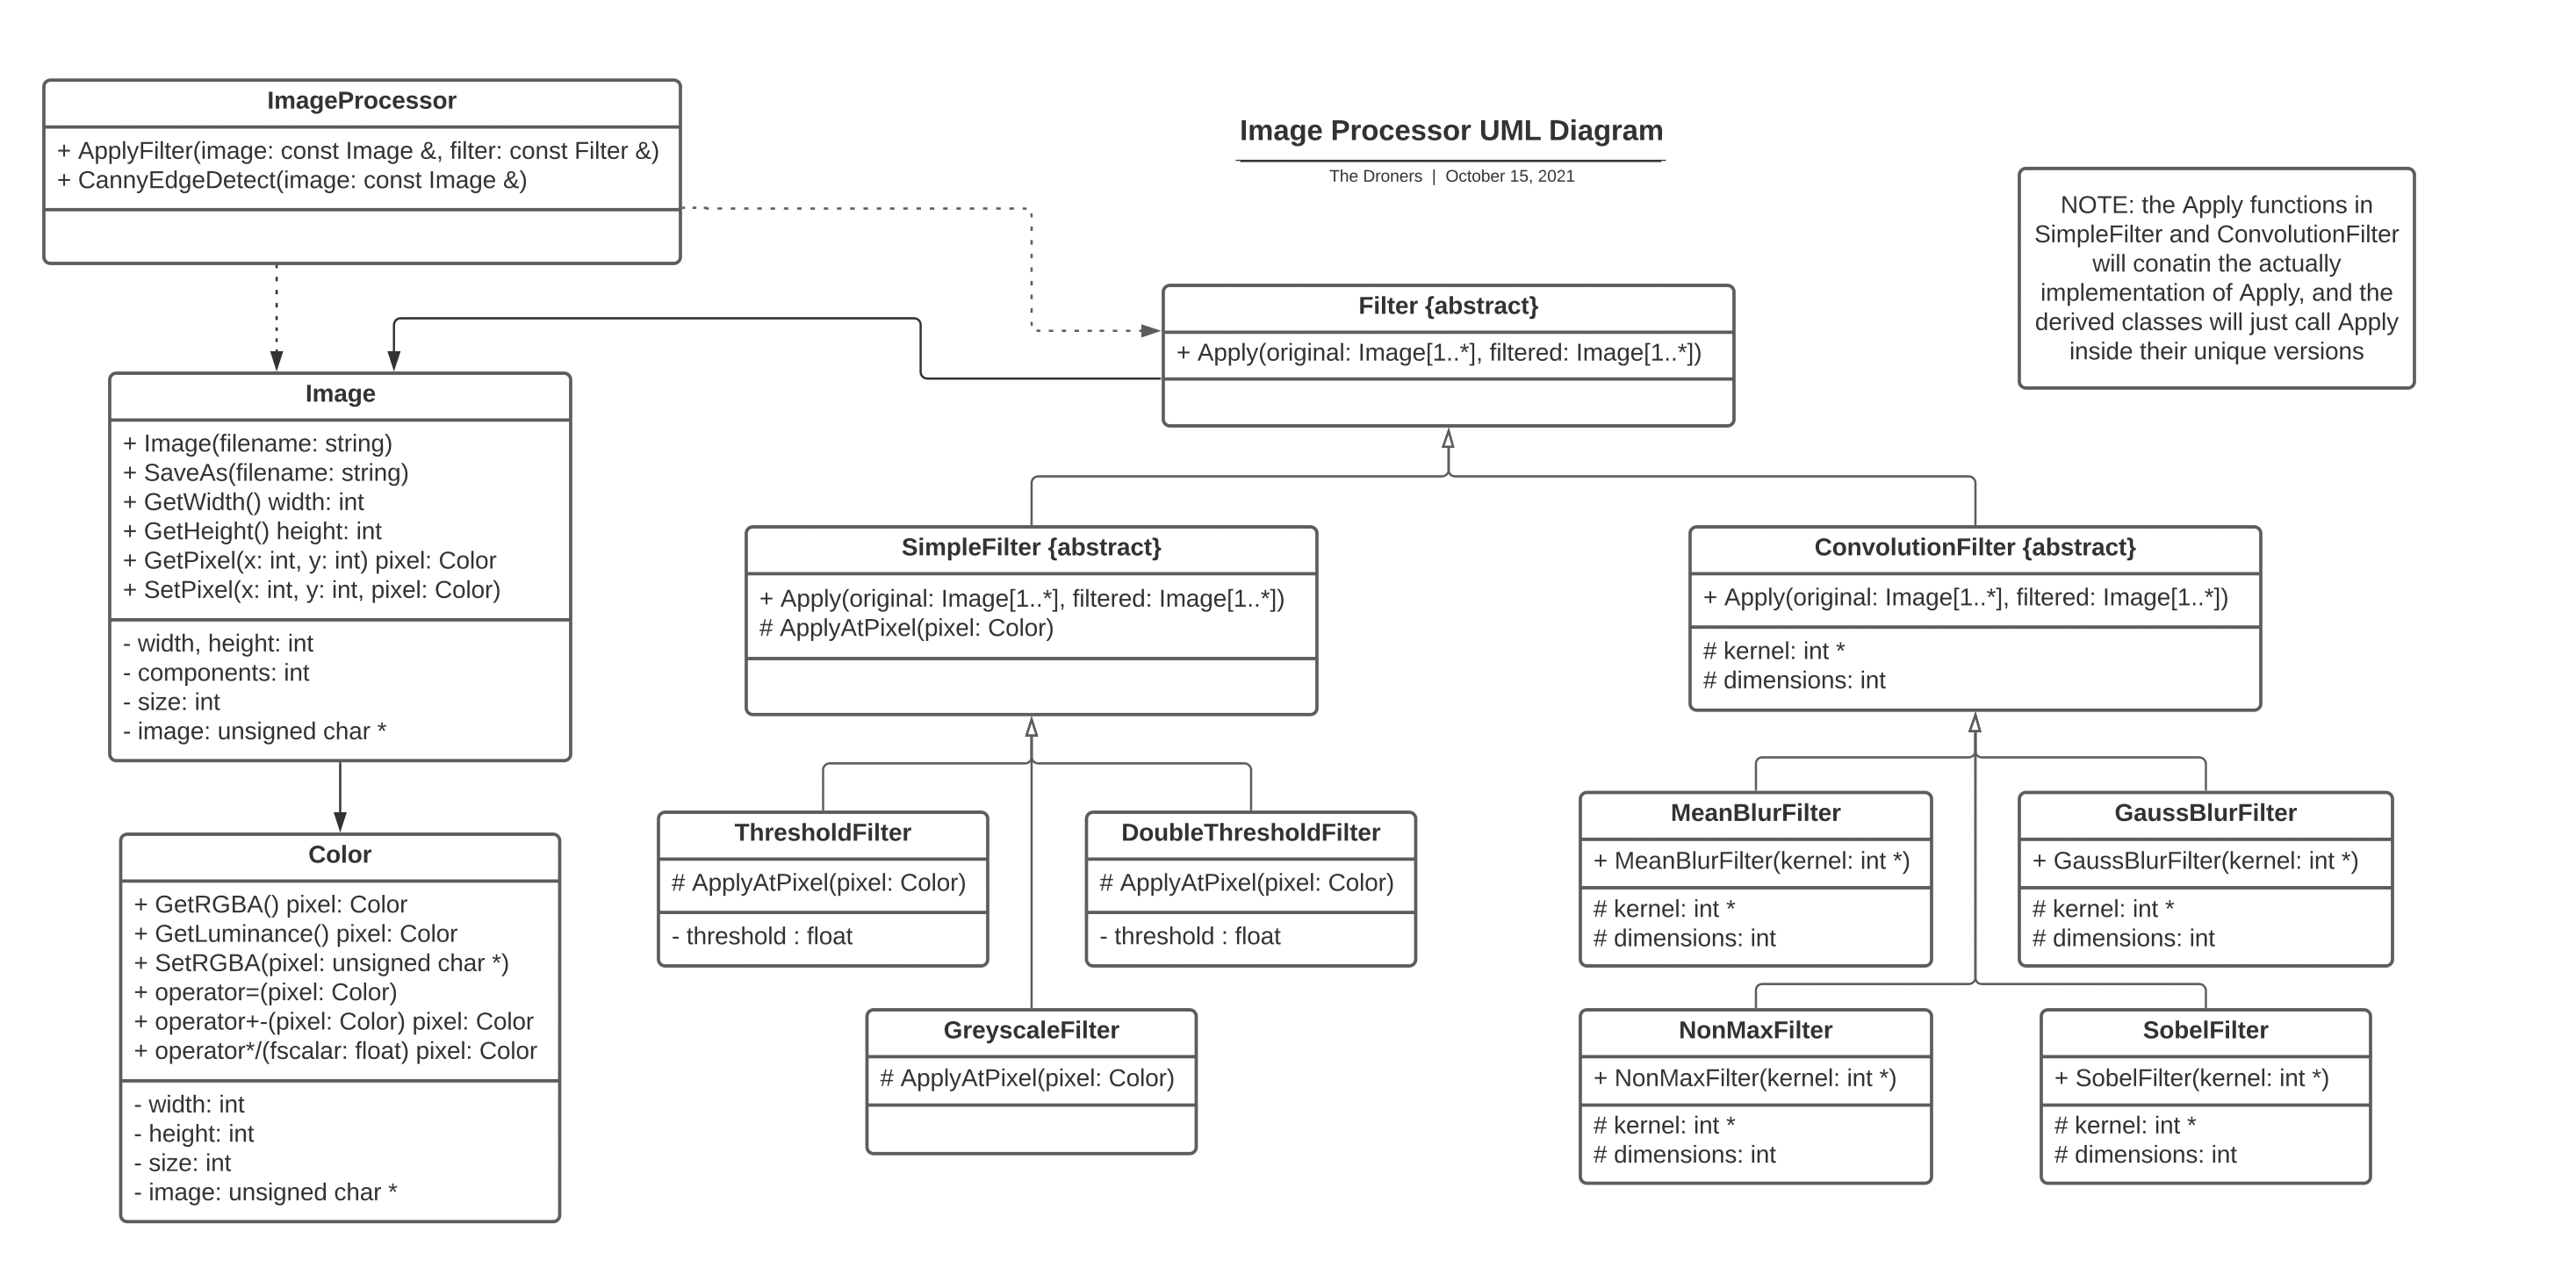 ImageProcessor
+ ApplyFilter(image: const Image &, filter: const Filter &)
+ CannyEdgeDetect(image: const Image &)
Image Processor UML Diagram
The Droners | October 15, 2021
NOTE: the Apply functions in
SimpleFilter and ConvolutionFilter
will conatin the actually
implementation of Apply, and the
derived classes will just call Apply
inside their unique versions
Filter {abstract}
+ Apply(original: Image[1..*], filtered: Image[1..*])
Image
+ Image(filename: string)
+ SaveAs(filename: string)
+ GetWidth() width: int
+ GetHeight() height: int
+ GetPixel(x: int, y: int) pixel: Color
+ SetPixel(x: int, y: int, pixel: Color)
- width, height: int
- components: int
- size: int
- image: unsigned char *
SimpleFilter {abstract}
+ Apply(original: Image[1..*], filtered: Image[1..*])
# ApplyAtPixel(pixel: Color)
ConvolutionFilter {abstract}
+ Apply(original: Image[1..*], filtered: Image[1..*])
# kernel: int *
# dimensions: int
Color
+ GetRGBA() pixel: Color
+ GetLuminance() pixel: Color
+ SetRGBA(pixel: unsigned char *)
+ operator=(pixel: Color)
+ operator+-(pixel: Color) pixel: Color
+ operator*/(fscalar: float) pixel: Color
- width: int
- height: int
- size: int
- image: unsigned char *
ThresholdFilter
# ApplyAtPixel(pixel: Color)
- threshold : float
DoubleThresholdFilter
# ApplyAtPixel(pixel: Color)
- threshold : float
GreyscaleFilter
# ApplyAtPixel(pixel: Color)
MeanBlurFilter
+ MeanBlurFilter(kernel: int *)
# kernel: int *
# dimensions: int
GaussBlurFilter
+ GaussBlurFilter(kernel: int *)
# kernel: int *
# dimensions: int
NonMaxFilter
+ NonMaxFilter(kernel: int *)
# kernel: int *
# dimensions: int
SobelFilter
+ SobelFilter(kernel: int *)
# kernel: int *
# dimensions: int